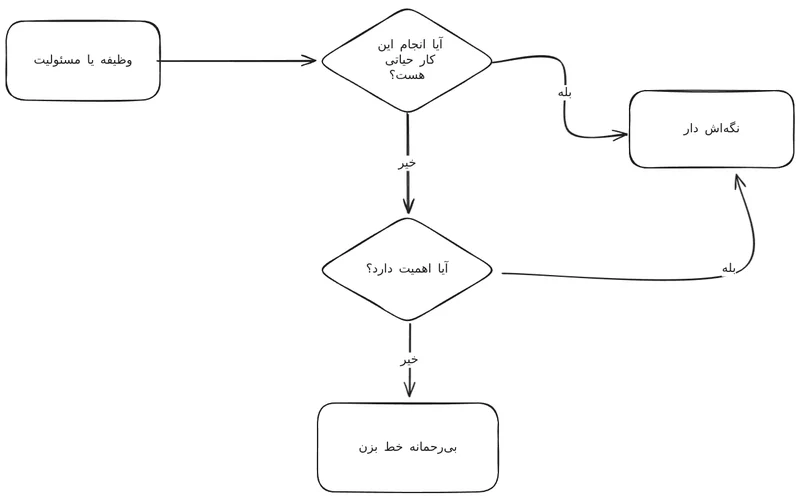 وظیفه یا مسئولیت
آیا انجام این
کار حیاتی
هست؟
بله
نگه‌اش دار
خیر
آیا اهمیت دارد؟
بله
خیر
بی‌رحمانه خط بزن